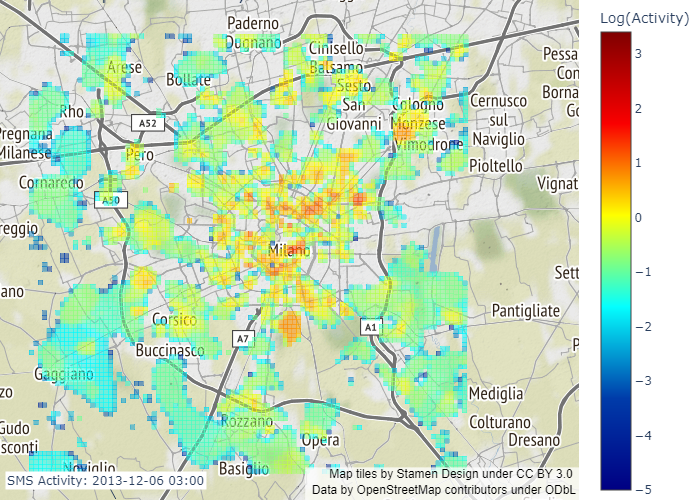 Log(Activity)
Paderno
Dugnano
Cinisello
Balsamo
Arese
Bollate
Sesto
San
Giovanni
Cologno
Monzese
Vimodrone
Cernusco
sul
Naviglio
Pessa
Con
Borna
Go
Rho
A52
Pregnana
Milanese
Pero
Pioltello
Cornaredo
A50
Vignat
reggio
Milano
Sett
ano
Pantigliate
Corsico
A7
A1
P
Buccinasco
Gaggiano
zo
Mediglia
Rozzano
Colturano
Gudo
Dresano
sconti
Opera
Noviglio
Basiglio
SMS Activity: 2013-12-06 03:00
Map tiles by Stamen Design under CC BY 3.0
Data by OpenStreetMap contributors under ODbL
3
2
1
0
−1
−2
−3
−4
−5